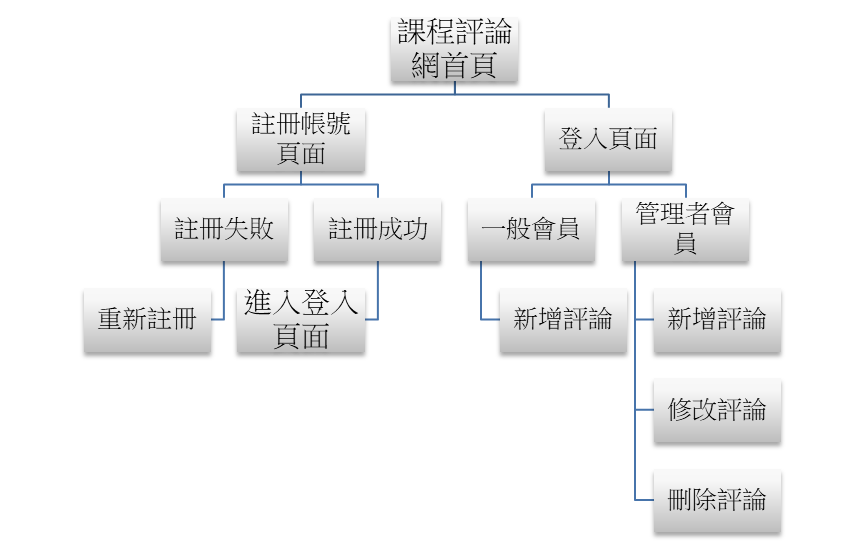 課程評論
網首頁
註冊帳號
頁面
登入頁面
註冊失敗
註冊成功
一般會員
管理者會
員
重新註冊
進入登入
頁面
新增評論
新增評論
修改評論
刪除評論